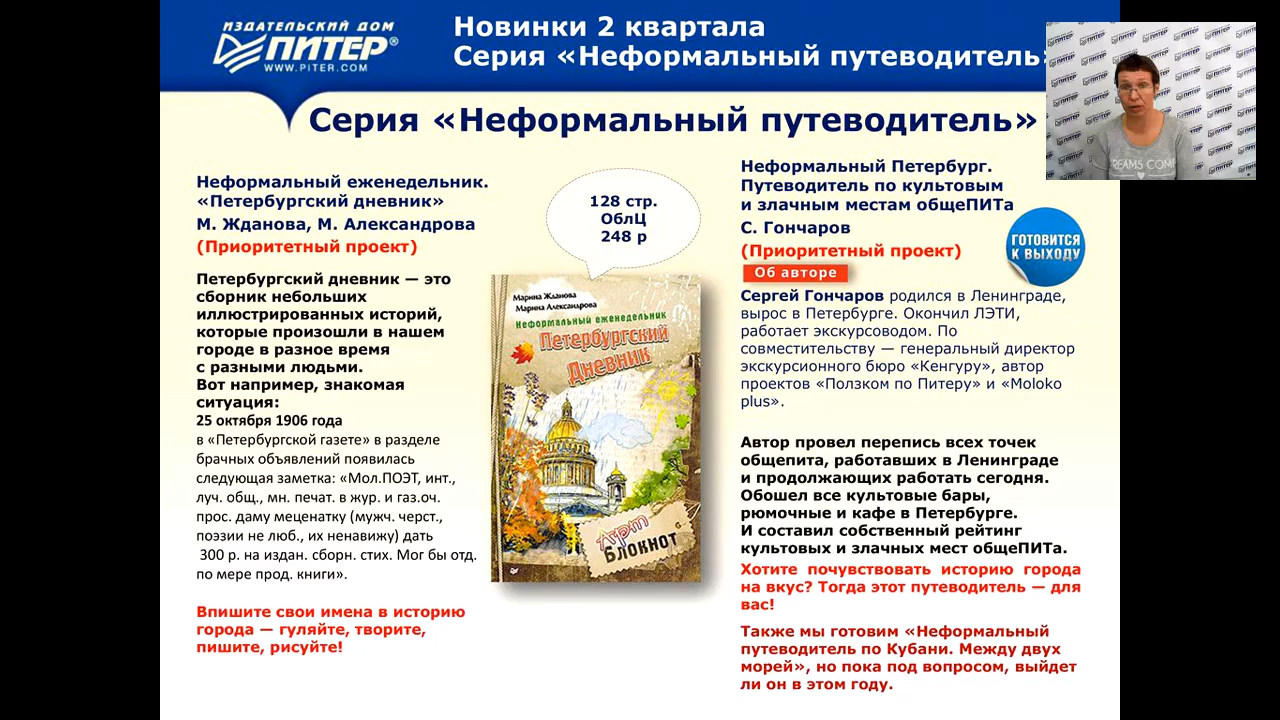 ИЗДАТЕЛЬСКИЙ ДОМ
ПИТЕР®
WWW.PITER.COM
Новинки 2 квартала
Серия «Неформальный путеводитель»
Серия «Неформальный путеводитель»
Неформальный еженедельник.
«Петербургский дневник»
М. Жданова, М. Александрова
(Приоритетный проект)
Петербургский дневник — это
сборник небольших
иллюстрированных историй,
которые произошли в нашем
городе в разное время
с разными людьми.
Вот например, знакомая
ситуация:
25 октября 1906 года
в «Петербургской газете» в разделе
брачных объявлений появилась
следующая заметка: «Мол.ПОЭТ, инт.,
луч. общ., мн. печат. в жур. и газ.оч.
прос. даму меценатку (мужч. черст.,
поэзии не люб., их ненавижу) дать
300 р. на издан. сборн. стих. Мог бы отд.
по мере прод. книги».
Впишите свои имена в историю
города — гуляйте, творите,
пишите, рисуйте!
128 стр.
ОблЦ
248 р
Марина Жданова
Марина Александрова
Неформальный еженедельник
Петербургский
Дневник
Арт
Блокнот
Неформальный Петербург.
Путеводитель по культовым
и злачным местам общеПИТа
С. Гончаров
(Приоритетный проект)
ГОТОВИТСЯ
К ВЫХОДУ
Об авторе
Сергей Гончаров родился в Ленинграде,
вырос в Петербурге. Окончил ЛЭТИ,
работает экскурсоводом. По
совместительству — генеральный директор
экскурсионного бюро «Кенгуру», автор
проектов «Ползком по Питеру» и «Moloko
plus».
Автор провел перепись всех точек
общепита, работавших в Ленинграде
и продолжающих работать сегодня.
Обошел все культовые бары,
рюмочные и кафе в Петербурге.
И составил собственный рейтинг
культовых и злачных мест общеПИТа.
Хотите почувствовать историю города
на вкус? Тогда этот путеводитель — для
вас!
Также мы готовим «Неформальный
путеводитель по Кубани. Между двух
морей», но пока под вопросом, выйдет
ли он в этом году.
ПИТЕР
DREAMS COME